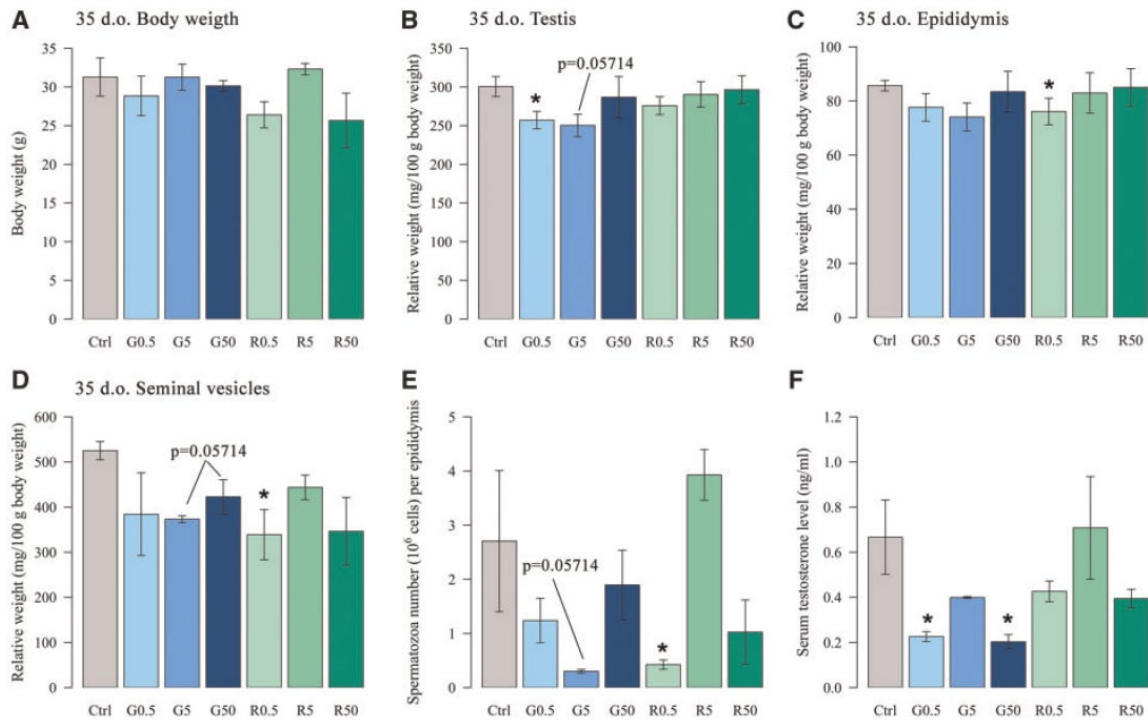 A 35 d.o. Body weigth
Body weight (g)
35
30
25
20
15
10
5
0
Ctrl G0.5 G5 G50 R0.5 R5 R50
B 35 d.o. Testis
Relative weight (mg/100 g body weight)
350
300
250
200
150
100
50
0
*
p=0.05714
Ctrl G0.5 G5 G50 R0.5 R5 R50
C 35 d.o. Epididymis
Relative weight (mg/100 g body weight)
100
80
60
40
20
0
*
Ctrl G0.5 G5 G50 R0.5 R5 R50
D 35 d.o. Seminal vesicles
Relative weight (mg/100 g body weight)
600
500
400
300
200
100
0
p=0.05714
*
Ctrl G0.5 G5 G50 R0.5 R5 R50
E
Spermatozoa number (10⁶ cells) per epididymis
5
4
3
2
1
0
p=0.05714
*
Ctrl G0.5 G5 G50 R0.5 R5 R50
F
Serum testosterone level (ng/ml)
1.2
1.0
0.8
0.6
0.4
0.2
0.0
* *
Ctrl G0.5 G5 G50 R0.5 R5 R50